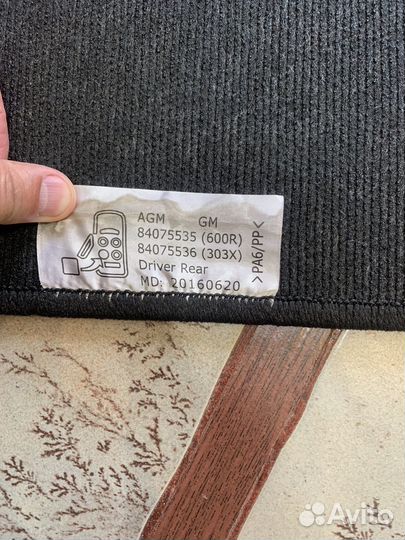 AGM GM
84075535 (600R)
84075536 (303X)
Driver Rear
MD: 20160620
>PA6/PP<
Avito